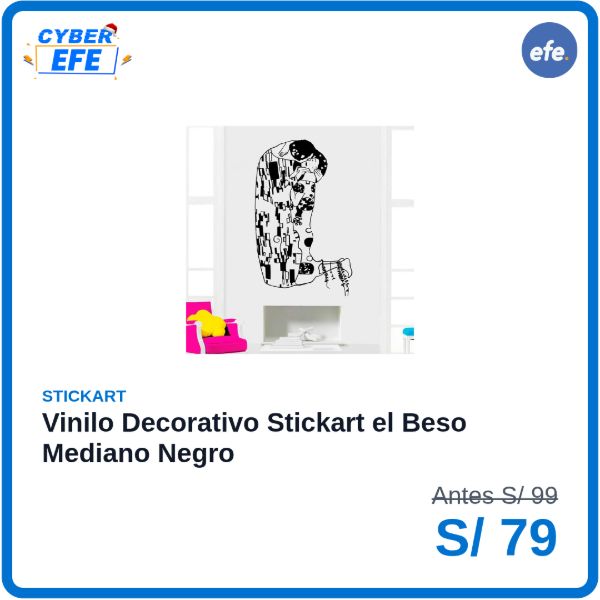 CYBER
EFE
efe.
STICKART
Vinilo Decorativo Stickart el Beso
Mediano Negro
Antes S/ 99
S/ 79